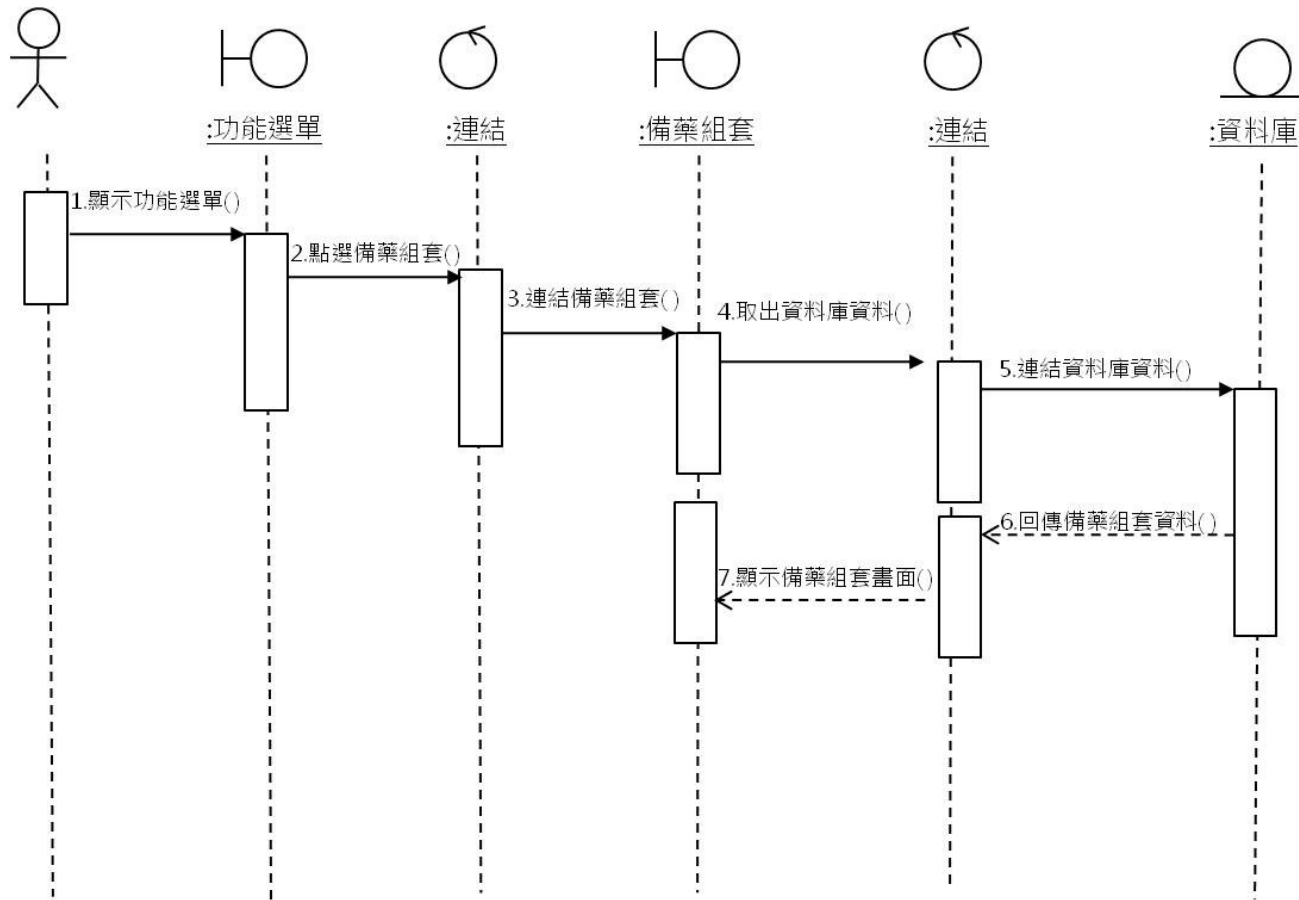 :功能選單
:連結
:備藥組套
:連結
:資料庫
1.顯示功能選單()
2.點選備藥組套()
3.連結備藥組套()
4.取出資料庫資料()
5.連結資料庫資料()
6.回傳備藥組套資料()
7.顯示備藥組套畫面()